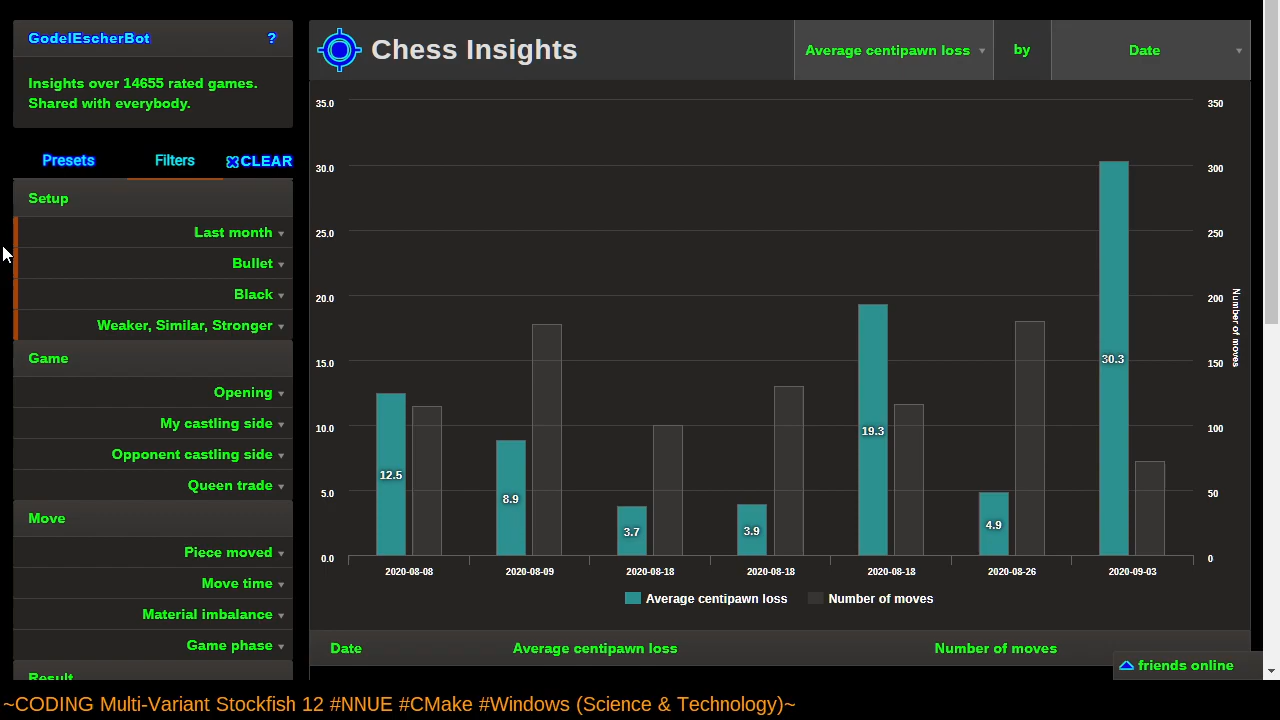 GodelEscherBot ?
Insights over 14655 rated games.
Shared with everybody.
Presets Filters CLEAR
Setup
Last month
Bullet
Black
Weaker, Similar, Stronger
Game
Opening
My castling side
Opponent castling side
Queen trade
Move
Piece moved
Move time
Material imbalance
Game phase
Result
Chess Insights
Average centipawn loss by Date
35.0 350
30.0 300
25.0 250
20.0 200
15.0 150
10.0 100
5.0 50
0.0 0
Number of moves
12.5 8.9 3.7 3.9 19.3 4.9 30.3
2020-08-08 2020-08-09 2020-08-18 2020-08-18 2020-08-18 2020-08-26 2020-09-03
Average centipawn loss Number of moves
Date Average centipawn loss Number of moves
friends online
~CODING Multi-Variant Stockfish 12 #NNUE #CMake #Windows (Science & Technology)~